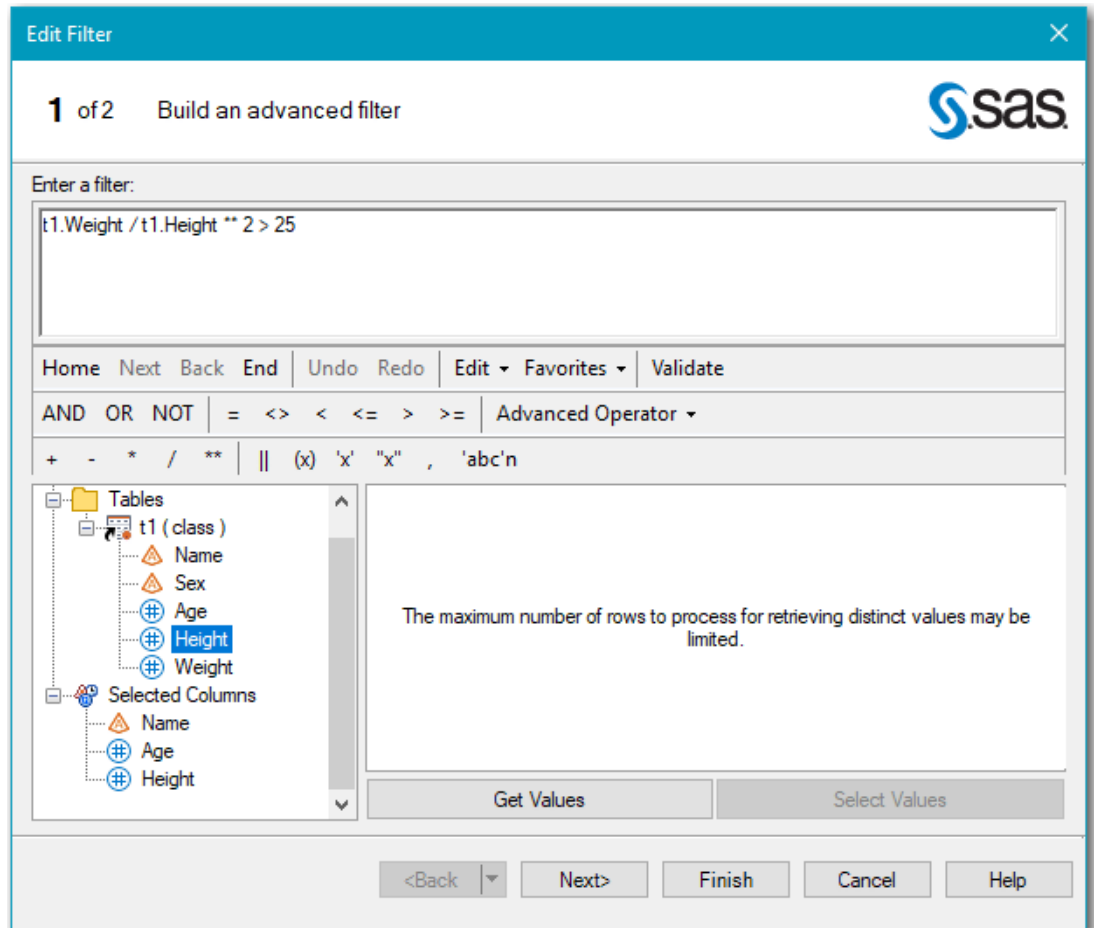 Edit Filter
1 of 2 Build an advanced filter
sas
Enter a filter:
t1.Weight / t1.Height ** 2 > 25
Home Next Back End Undo Redo Edit Favorites Validate
AND OR NOT = <> < <= > >= Advanced Operator
+ - * / ** || (x) 'x' "x" , 'abc'n
Tables
t1 ( class )
Name
Sex
Age
Height
Weight
Selected Columns
Name
Age
Height
The maximum number of rows to process for retrieving distinct values may be
limited.
Get Values Select Values
<Back Next> Finish Cancel Help